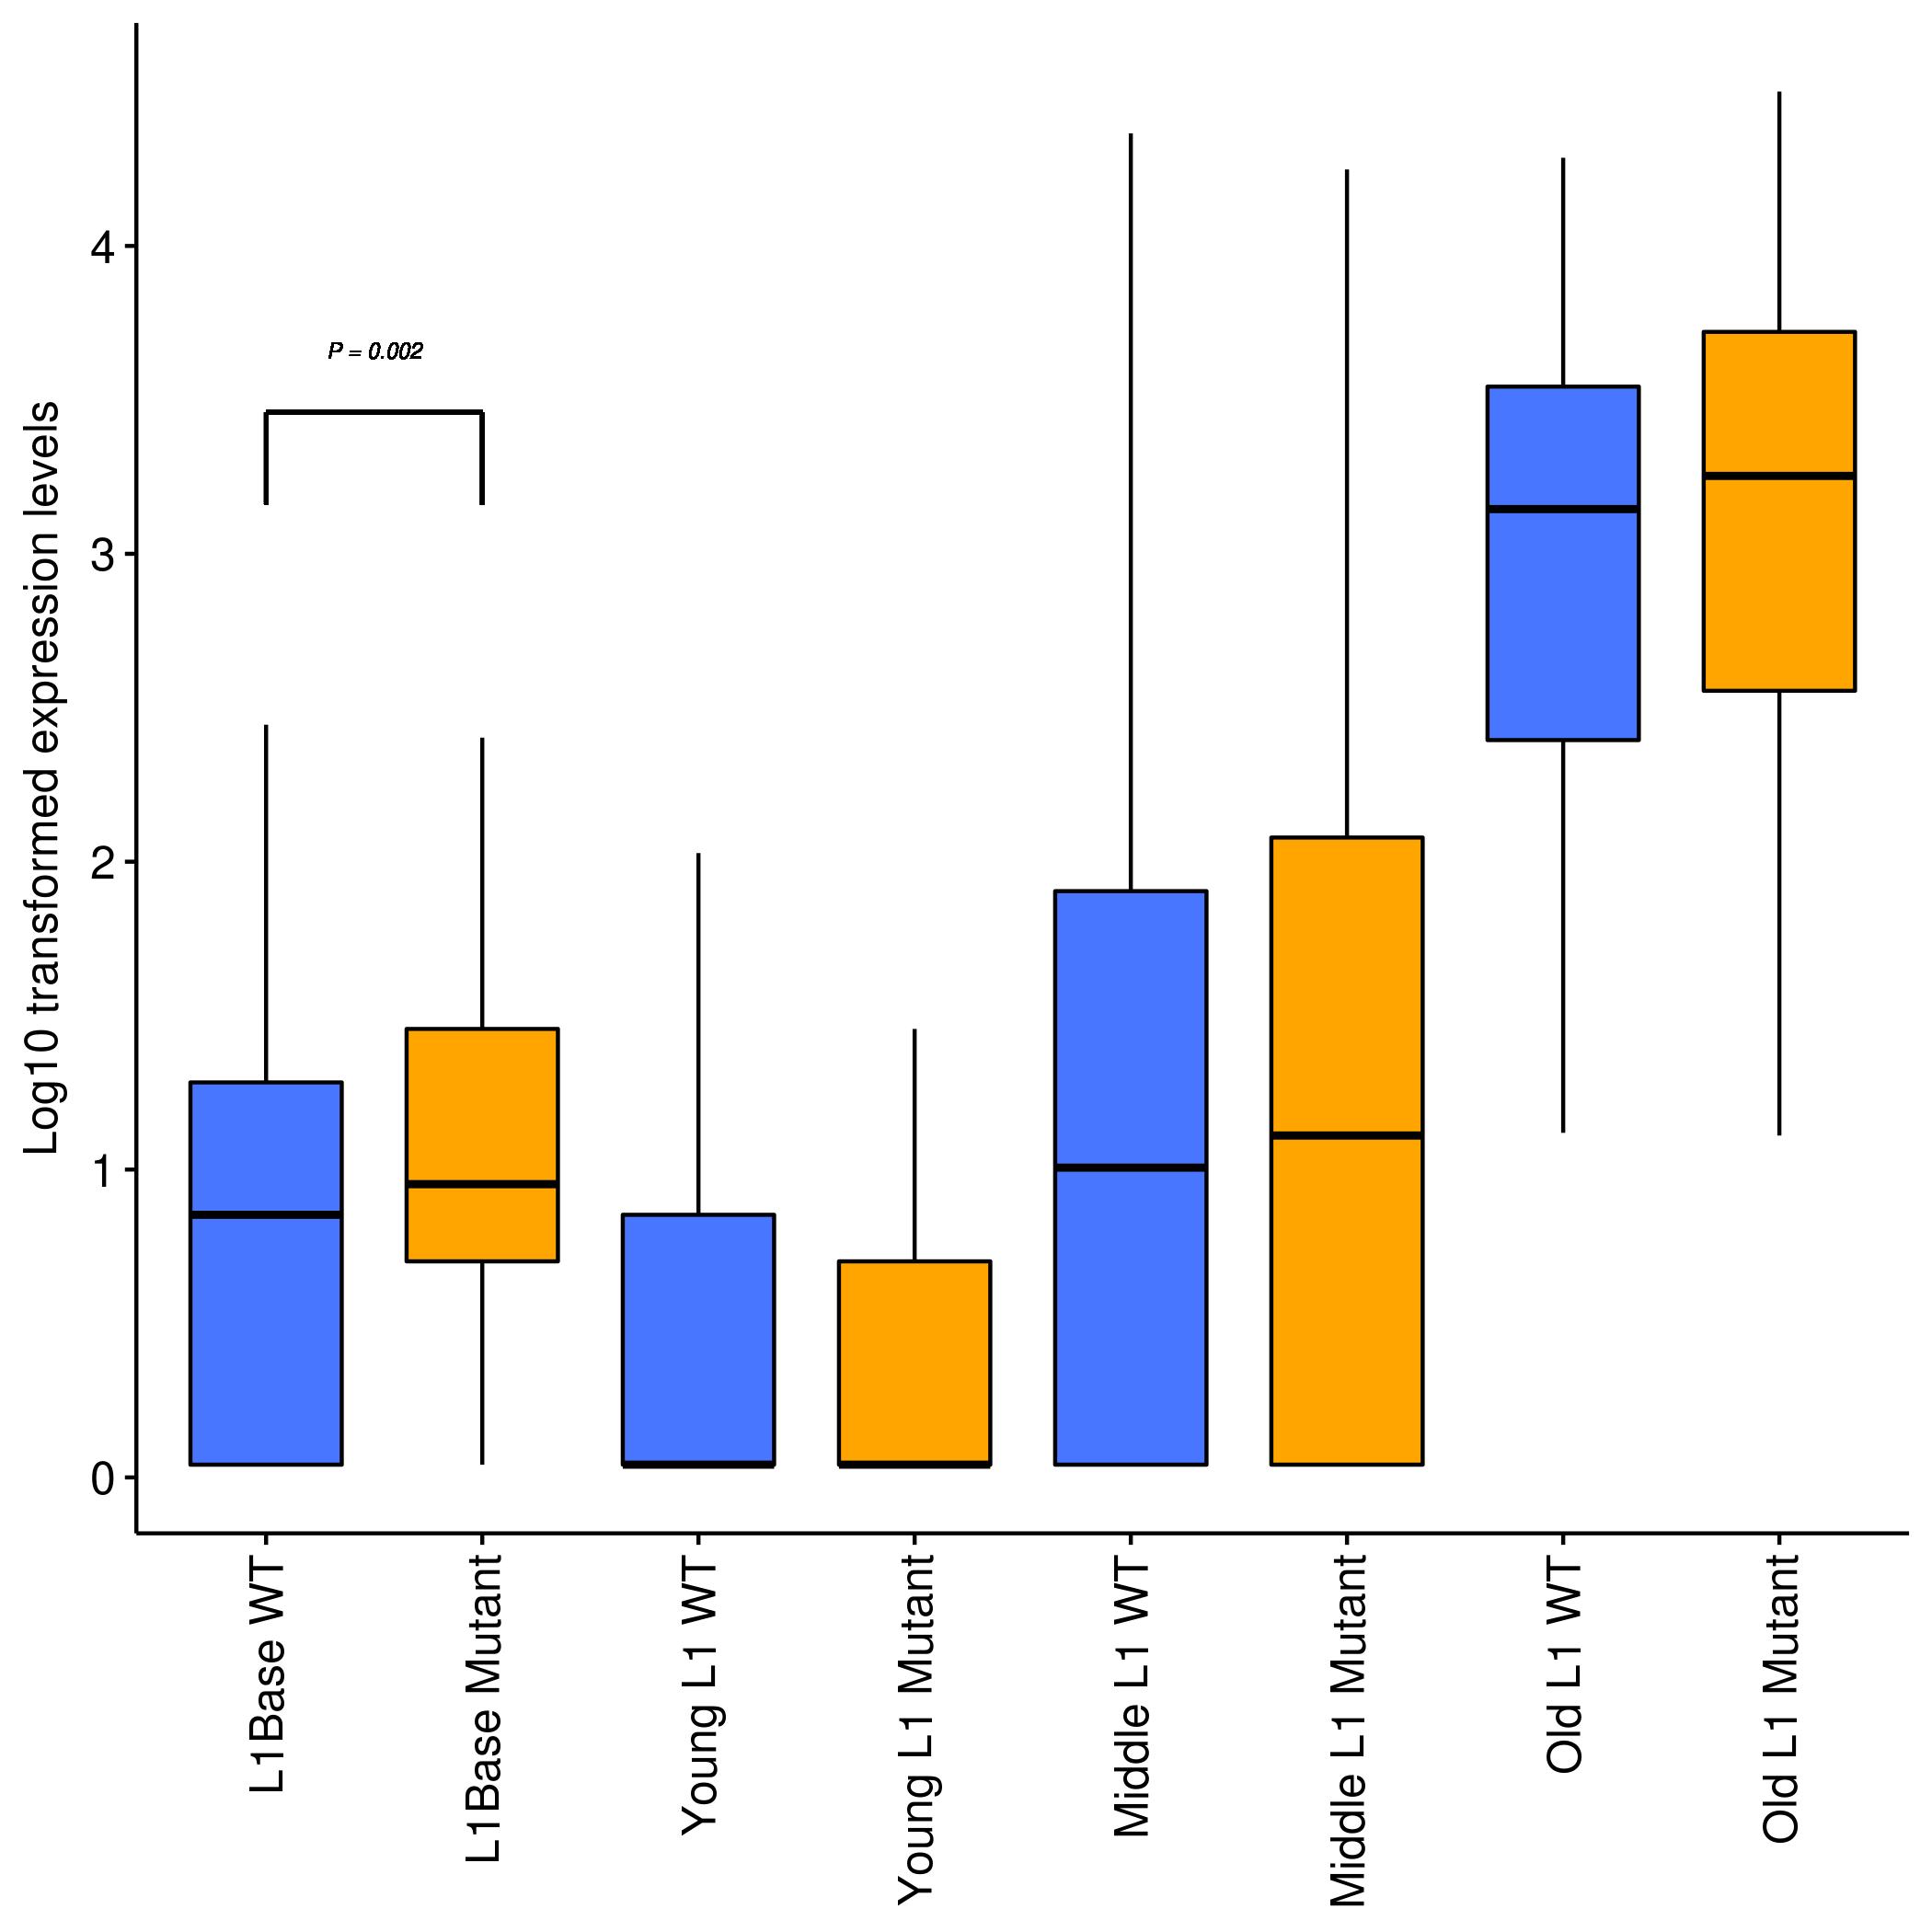 Log10 transformed expression levels
4
3
2
1
0
P = 0.002
L1Base WT
L1Base Mutant
Young L1 WT
Young L1 Mutant
Middle L1 WT
Middle L1 Mutant
Old L1 WT
Old L1 Mutant